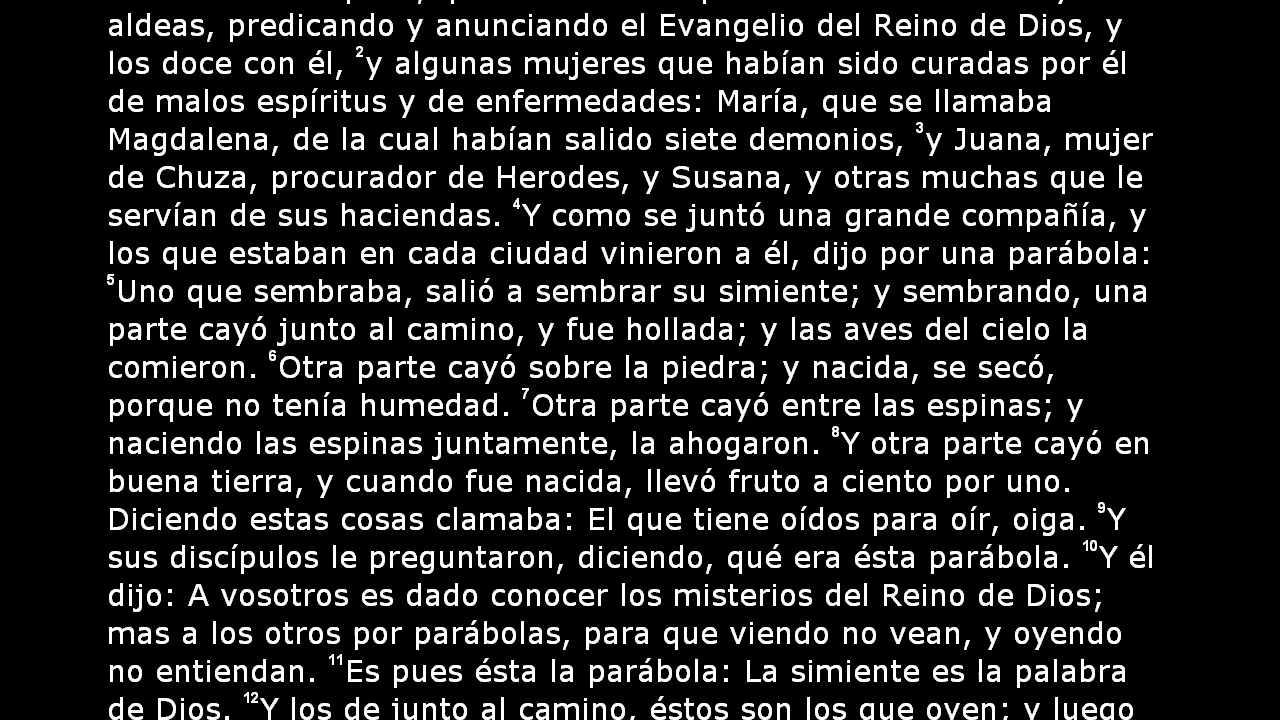 aldeas, predicando y anunciando el Evangelio del Reino de Dios, y
los doce con él, ²y algunas mujeres que habían sido curadas por él
de malos espíritus y de enfermedades: María, que se llamaba
Magdalena, de la cual habían salido siete demonios, ³y Juana, mujer
de Chuza, procurador de Herodes, y Susana, y otras muchas que le
servían de sus haciendas. ⁴Y como se juntó una grande compañía, y
los que estaban en cada ciudad vinieron a él, dijo por una parábola:
⁵Uno que sembraba, salió a sembrar su simiente; y sembrando, una
parte cayó junto al camino, y fue hollada; y las aves del cielo la
comieron. ⁶Otra parte cayó sobre la piedra; y nacida, se secó,
porque no tenía humedad. ⁷Otra parte cayó entre las espinas; y
naciendo las espinas juntamente, la ahogaron. ⁸Y otra parte cayó en
buena tierra, y cuando fue nacida, llevó fruto a ciento por uno.
Diciendo estas cosas clamaba: El que tiene oídos para oír, oiga. ⁹Y
sus discípulos le preguntaron, diciendo, qué era ésta parábola. ¹⁰Y él
dijo: A vosotros es dado conocer los misterios del Reino de Dios;
mas a los otros por parábolas, para que viendo no vean, y oyendo
no entiendan. ¹¹Es pues ésta la parábola: La simiente es la palabra
de Dios. ¹²Y los de junto al camino, éstos son los que oyen; y luego